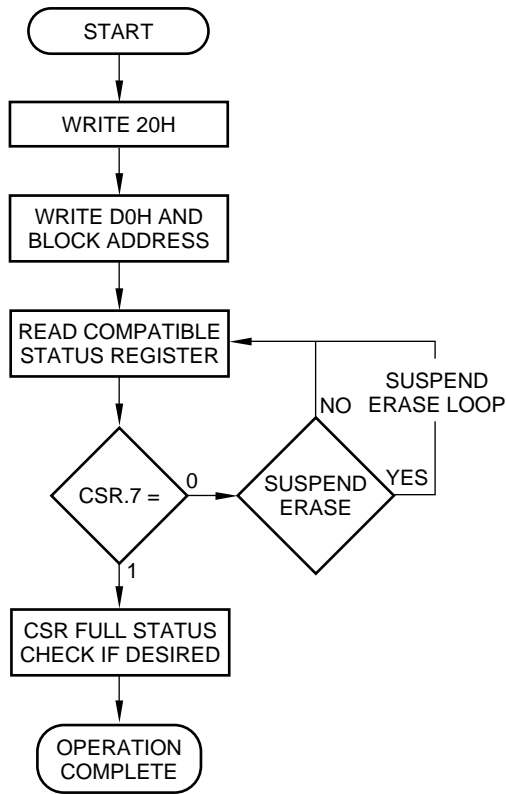 START
WRITE 20H
WRITE D0H AND
BLOCK ADDRESS
READ COMPATIBLE
STATUS REGISTER
SUSPEND
ERASE LOOP
NO
CSR.7 =
0
SUSPEND
ERASE
YES
1
CSR FULL STATUS
CHECK IF DESIRED
OPERATION
COMPLETE